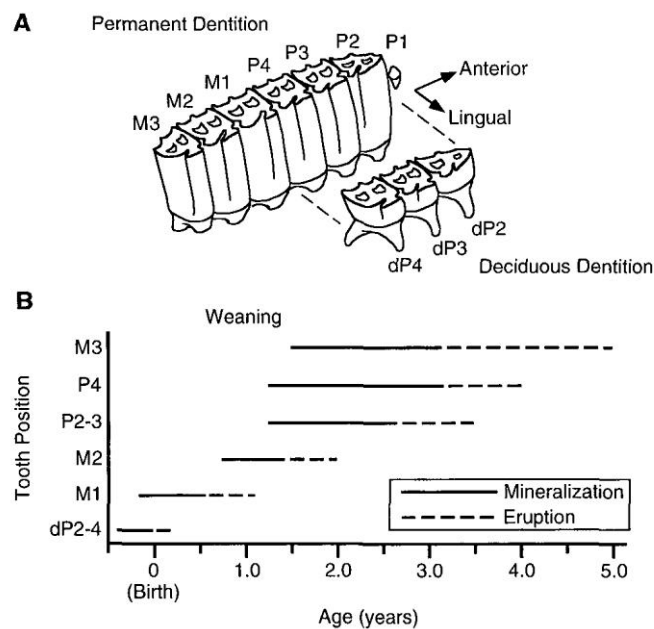 A
Permanent Dentition
P1
P2
P3
P4
M1
M2
M3
Anterior
Lingual
dP2
dP3
dP4
Deciduous Dentition
B
Weaning
M3
P4
P2-3
M2
M1
dP2-4
Tooth Position
Mineralization
Eruption
0 1.0 2.0 3.0 4.0 5.0
(Birth)
Age (years)